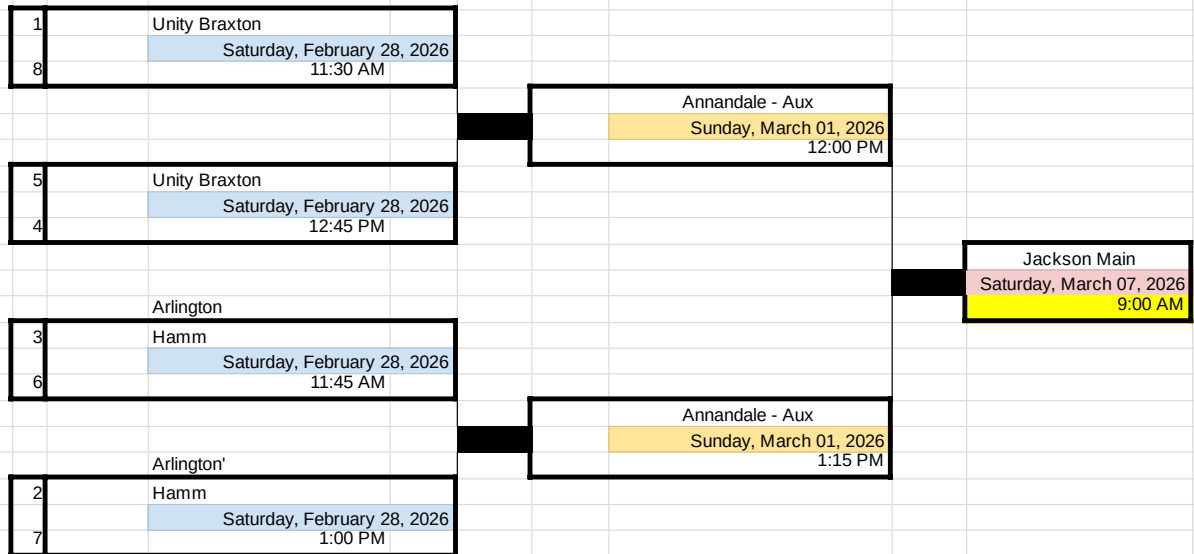 1 Unity Braxton
Saturday, February 28, 2026
8 11:30 AM
Annandale - Aux
Sunday, March 01, 2026
12:00 PM
5 Unity Braxton
Saturday, February 28, 2026
4 12:45 PM
Jackson Main
Saturday, March 07, 2026
9:00 AM
Arlington
3 Hamm
Saturday, February 28, 2026
6 11:45 AM
Annandale - Aux
Sunday, March 01, 2026
1:15 PM
Arlington'
2 Hamm
Saturday, February 28, 2026
7 1:00 PM